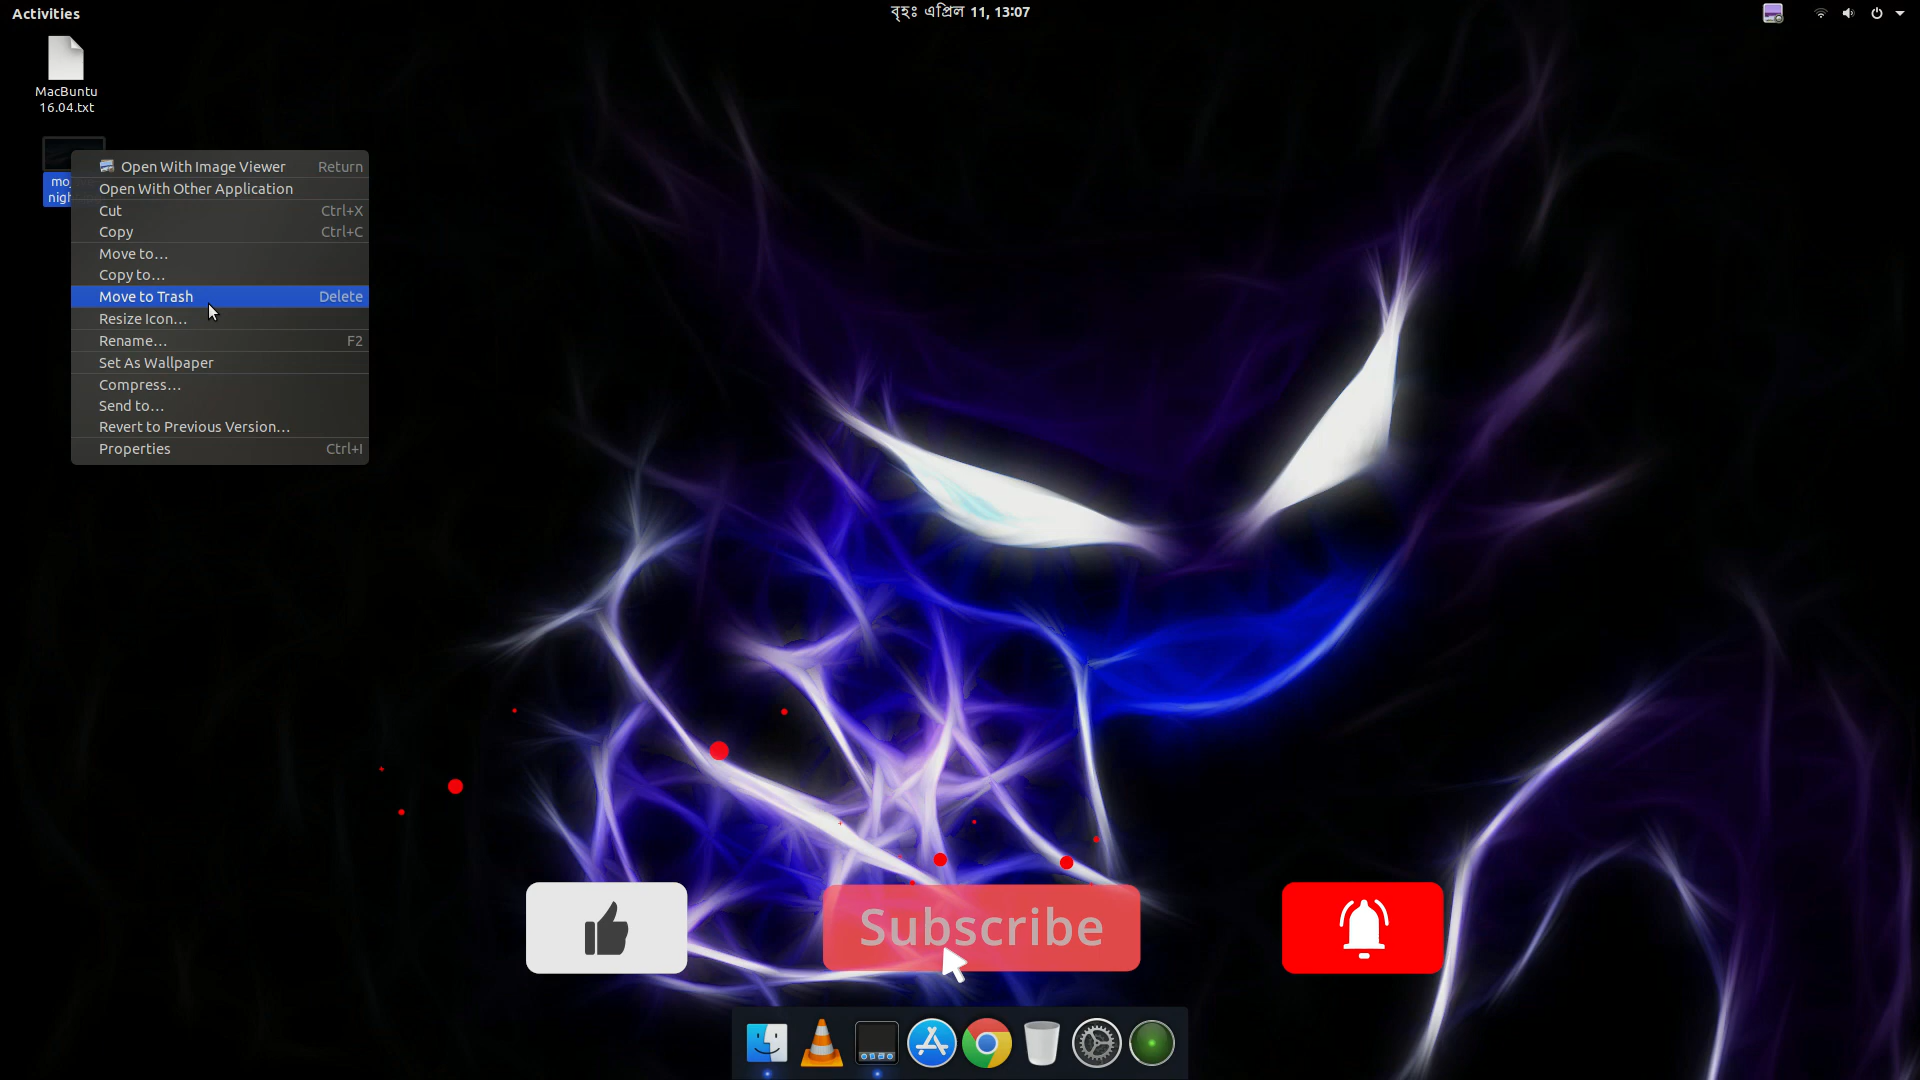 Activities
বৃহঃ এপ্রিল 11, 13:07
MacBuntu
16.04.txt
Open With Image Viewer Return
Open With Other Application
Cut Ctrl+X
Copy Ctrl+C
Move to…
Copy to…
Move to Trash Delete
Resize Icon…
Rename… F2
Set As Wallpaper
Compress…
Send to…
Revert to Previous Version…
Properties Ctrl+I
Subscribe